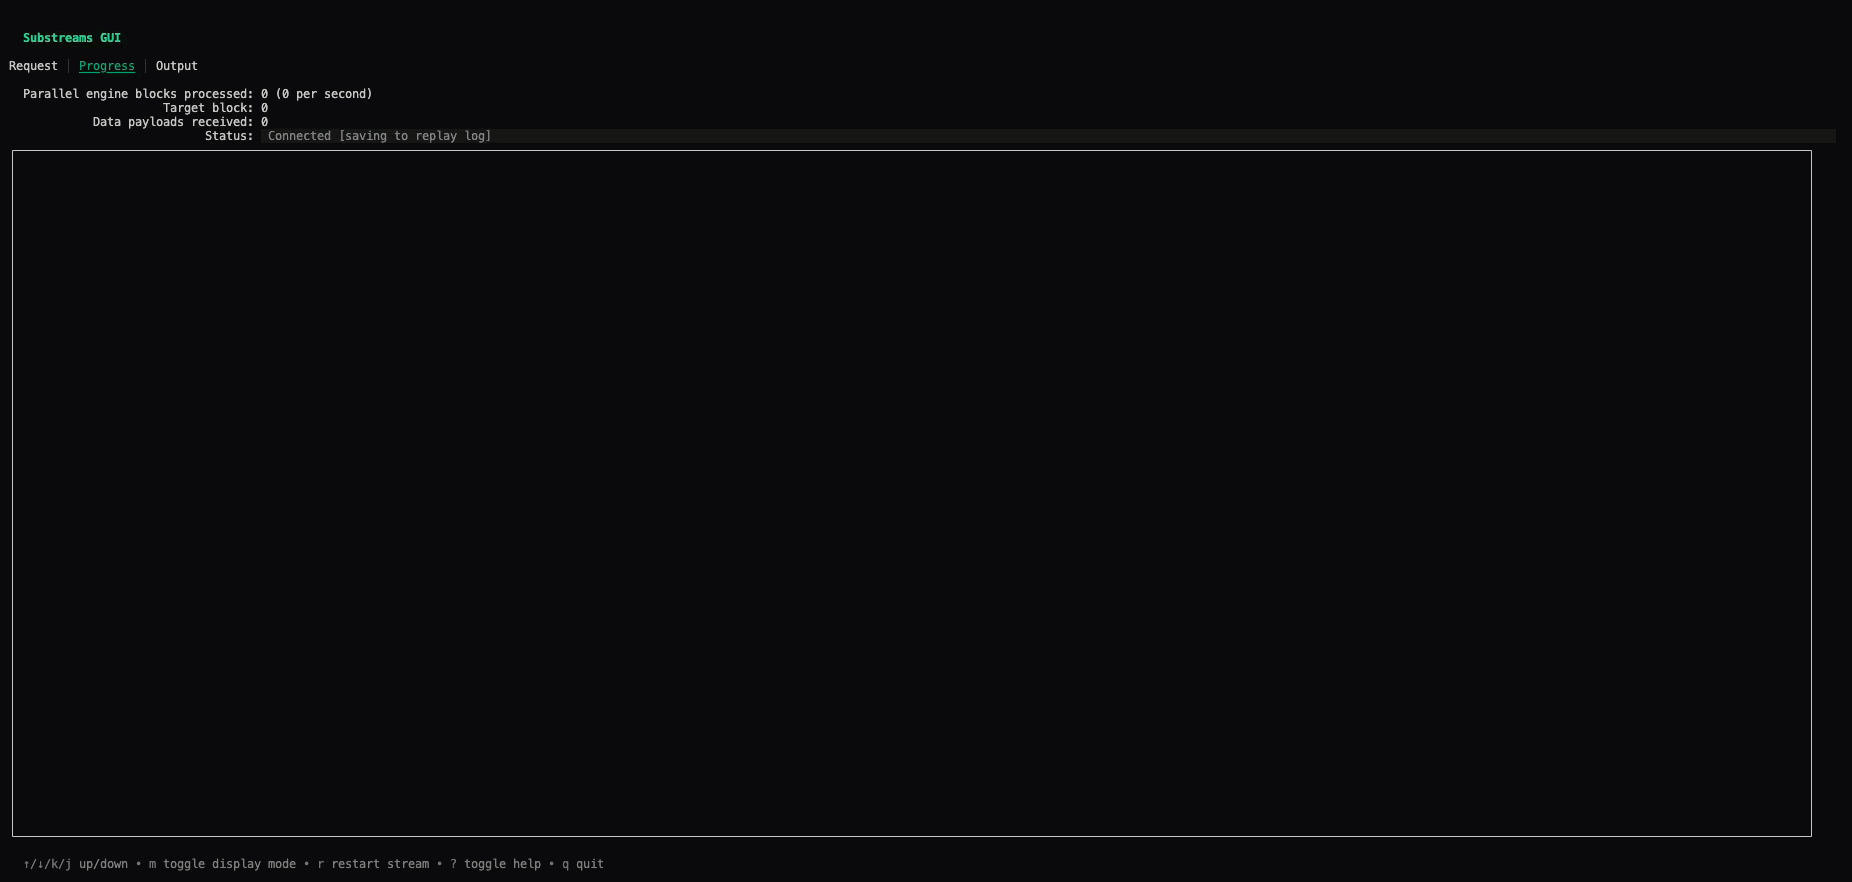 Substreams GUI
Request | Progress | Output
Parallel engine blocks processed: 0 (0 per second)
Target block: 0
Data payloads received: 0
Status: Connected [saving to replay log]
↑/↓/k/j up/down • m toggle display mode • r restart stream • ? toggle help • q quit